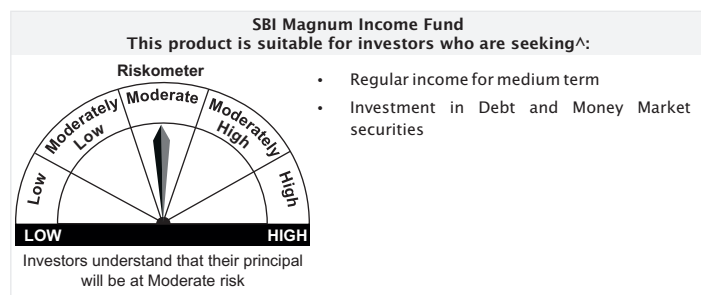 SBI Magnum Income Fund
This product is suitable for investors who are seeking^:
Riskometer
Low
Moderately
Low
Moderate
Moderately
High
High
LOW
HIGH
Investors understand that their principal
will be at Moderate risk
• Regular income for medium term
• Investment in Debt and Money Market
securities